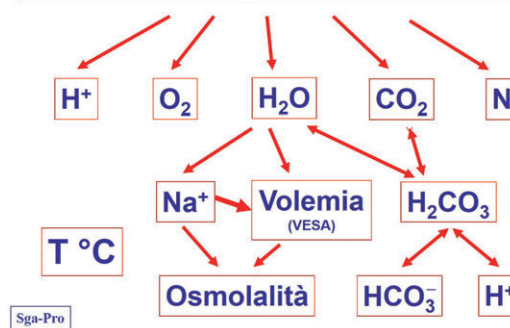 H⁺ O₂ H₂O CO₂ N
Na⁺ Volemia H₂CO₃
(VESA)
T °C
Osmolalità HCO₃⁻ H⁺
Sga-Pro